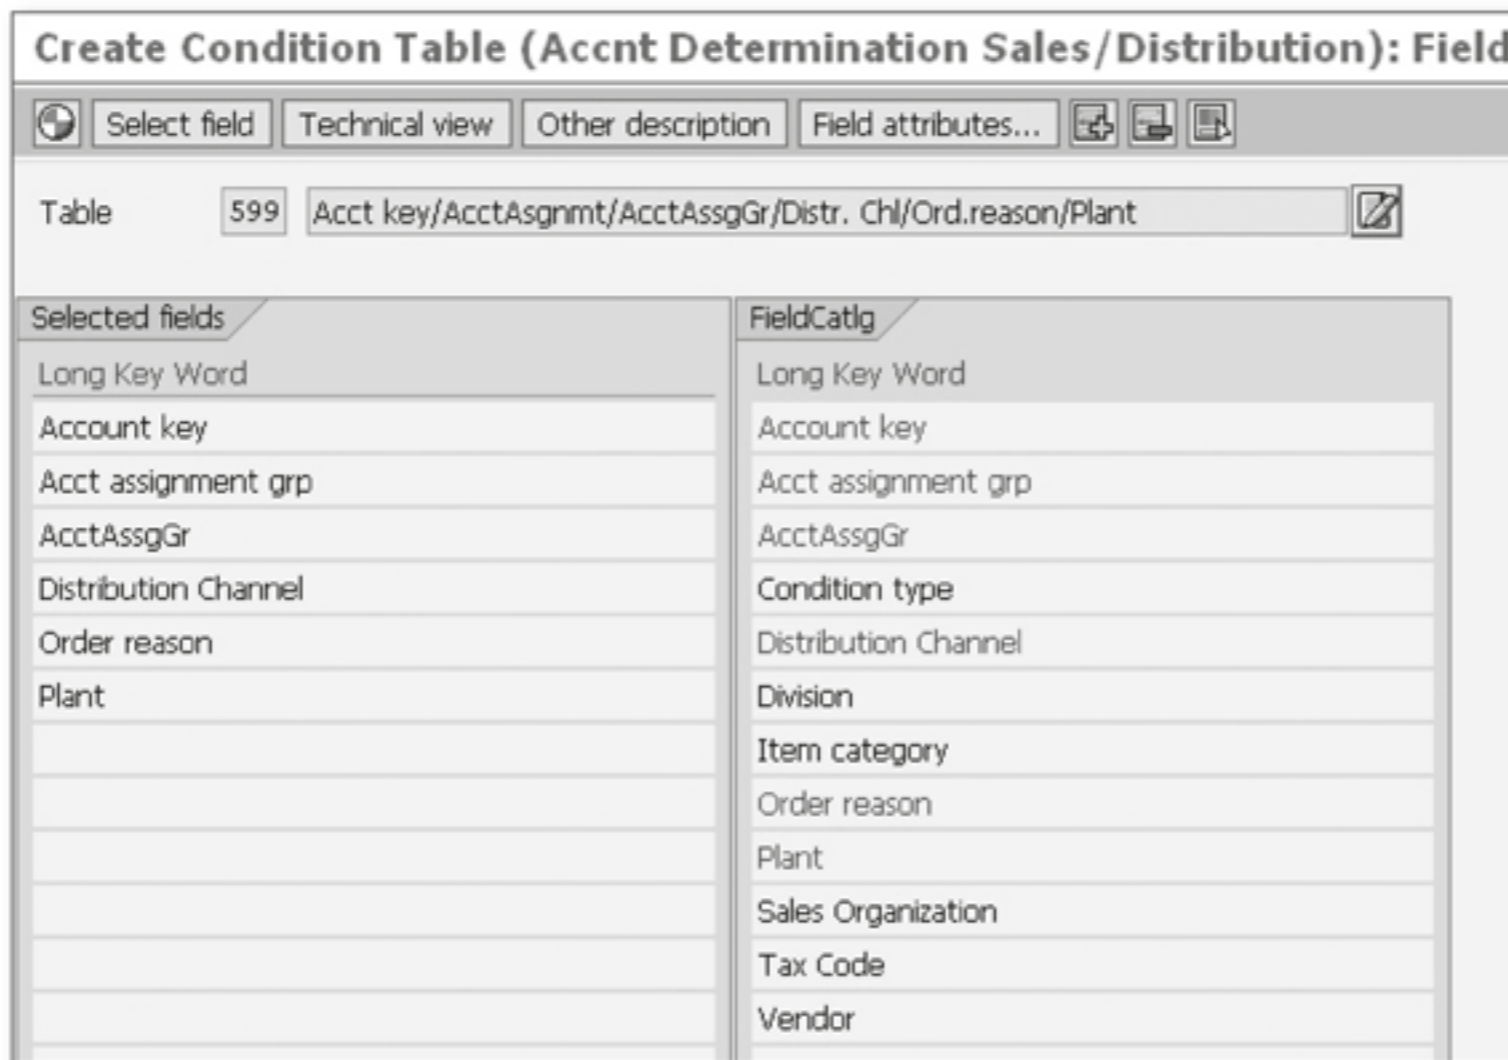 Create Condition Table (Accnt Determination Sales/Distribution): Field
Select field Technical view Other description Field attributes...
Table 599 Acct key/AcctAsgnmt/AcctAssgGr/Distr. Chl/Ord.reason/Plant
Selected fields
Long Key Word
Account key
Acct assignment grp
AcctAssgGr
Distribution Channel
Order reason
Plant
FieldCatlg
Long Key Word
Account key
Acct assignment grp
AcctAssgGr
Condition type
Distribution Channel
Division
Item category
Order reason
Plant
Sales Organization
Tax Code
Vendor